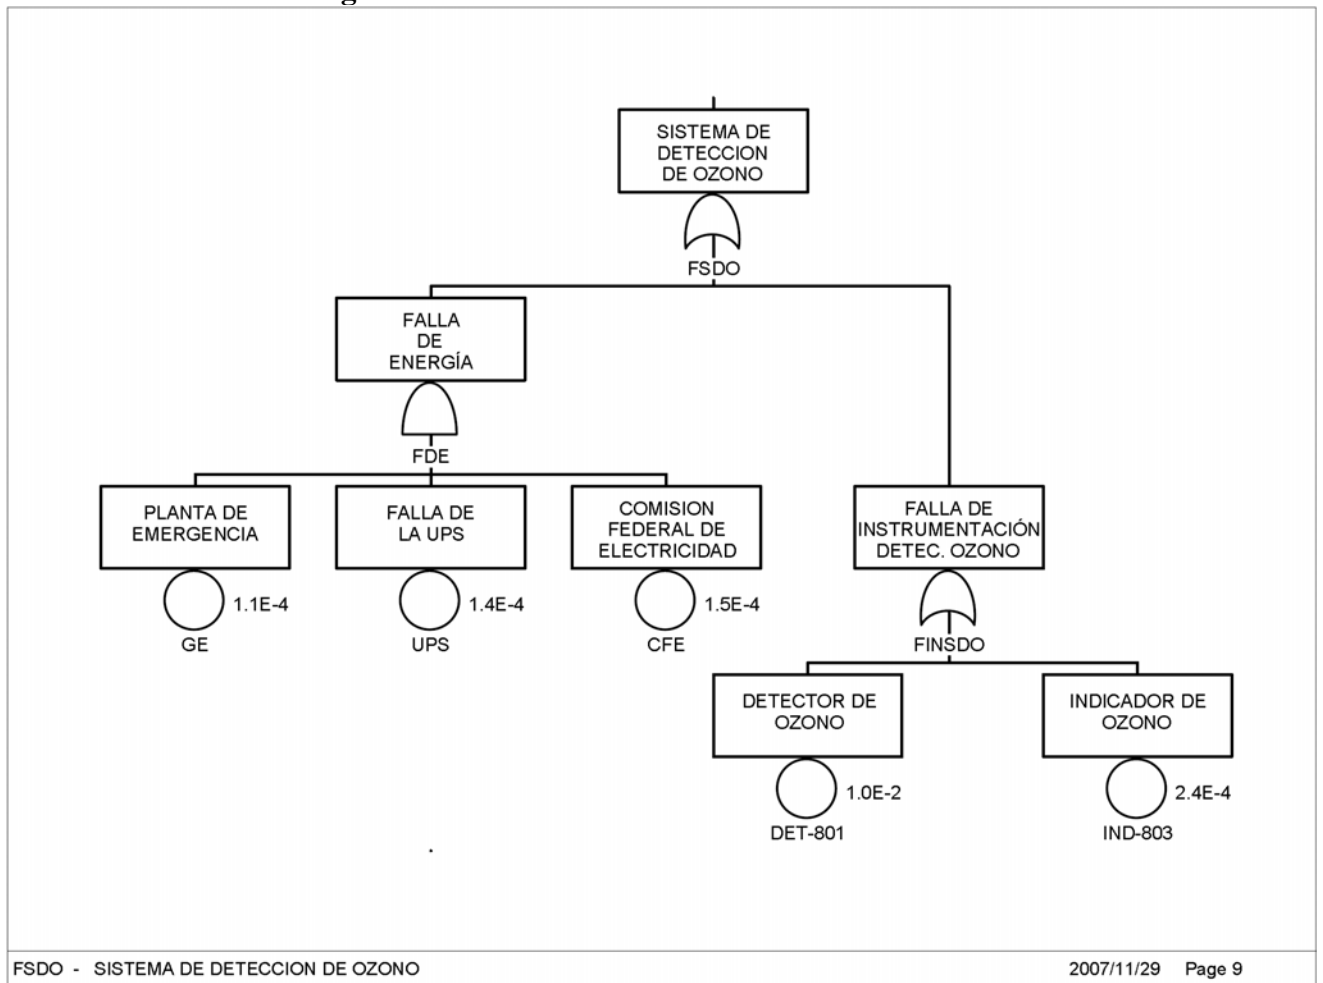 SISTEMA DE
DETECCION
DE OZONO
FSDO
FALLA
DE
ENERGÍA
FDE
PLANTA DE
EMERGENCIA
1.1E-4
GE
FALLA DE
LA UPS
1.4E-4
UPS
COMISION
FEDERAL DE
ELECTRICIDAD
1.5E-4
CFE
FALLA DE
INSTRUMENTACIÓN
DETEC. OZONO
FINSDO
DETECTOR DE
OZONO
1.0E-2
DET-801
INDICADOR DE
OZONO
2.4E-4
IND-803
FSDO - SISTEMA DE DETECCION DE OZONO
2007/11/29 Page 9